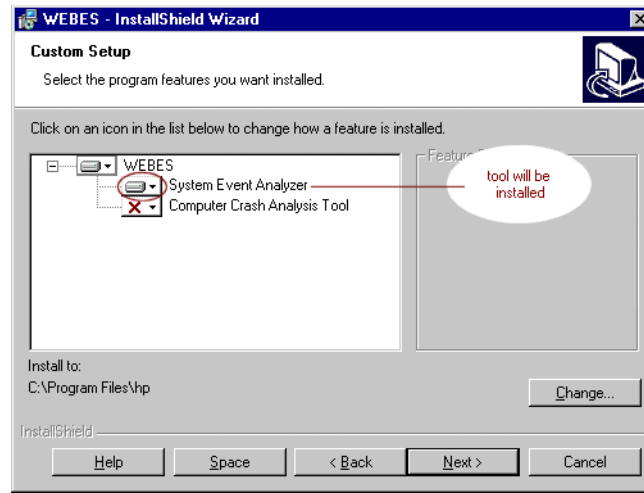 WEBES - InstallShield Wizard
Custom Setup
Select the program features you want installed.
Click on an icon in the list below to change how a feature is installed.
WEBES
System Event Analyzer
Computer Crash Analysis Tool
Feature
tool will be
installed
Install to:
C:\Program Files\hp
Change...
InstallShield
Help
Space
< Back
Next >
Cancel